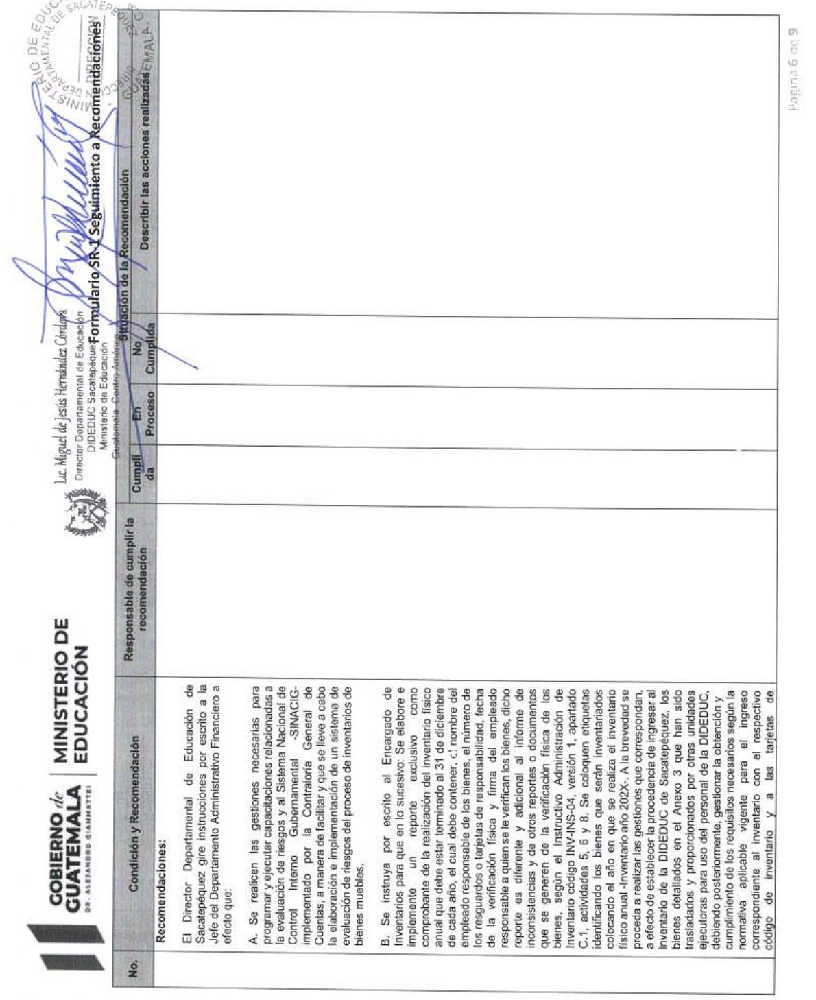 GOBIERNO de
GUATEMALA
DR. ALEJANDRO GIAMMATTEI
MINISTERIO DE
EDUCACIÓN
Lic. Miguel de Jesús Hernández Córdova
Director Departamental de Educación
DIDEDUC Sacatepéquez
Ministerio de Educación
Guatemala, Centro América
MINISTERIO DE EDUC
DEPARTAMENTAL DE SACATEPÉQUEZ
DIRECCION
DIRECCION
GUATEMALA,
Formulario SR-1 Seguimiento a Recomendaciones
No.
Condición y Recomendación
Responsable de cumplir la
recomendación
Situación de la Recomendación
Cumpli
da
En
Proceso
No
Cumplida
Describir las acciones realizadas
Recomendaciones:
El Director Departamental de Educación de
Sacatepéquez gire instrucciones por escrito a la
Jefe del Departamento Administrativo Financiero a
efecto que:
A. Se realicen las gestiones necesarias para
programar y ejecutar capacitaciones relacionadas a
la evaluación de riesgos y al Sistema Nacional de
Control Interno Gubernamental -SINACIG-
implementado por la Contraloría General de
Cuentas, a manera de facilitar y que se lleve a cabo
la elaboración e implementación de un sistema de
evaluación de riesgos del proceso de inventarios de
bienes muebles.
B. Se instruya por escrito al Encargado de
Inventarios para que en lo sucesivo: Se elabore e
implemente un reporte exclusivo como
comprobante de la realización del inventario físico
anual que debe estar terminado al 31 de diciembre
de cada año, el cual debe contener, el nombre del
empleado responsable de los bienes, el número de
los resguardos o tarjetas de responsabilidad, fecha
de la verificación física y firma del empleado
responsable a quien se le verifican los bienes, dicho
reporte es diferente y adicional al informe de
inconsistencias y de otros reportes o documentos
que se generen de la verificación física de los
bienes, según el Instructivo Administración de
Inventario código INV-INS-04, versión 1, apartado
C.1, actividades 5, 6 y 8. Se coloquen etiquetas
identificando los bienes que serán inventariados
colocando el año en que se realiza el inventario
físico anual -Inventario año 202X-. A la brevedad se
proceda a realizar las gestiones que correspondan,
a efecto de establecer la procedencia de ingresar al
inventario de la DIDEDUC de Sacatepéquez, los
bienes detallados en el Anexo 3 que han sido
trasladados y proporcionados por otras unidades
ejecutoras para uso del personal de la DIDEDUC,
debiendo posteriormente, gestionar la obtención y
cumplimiento de los requisitos necesarios según la
normativa aplicable vigente para el ingreso
correspondiente al inventario con el respectivo
código de inventario y a las tarjetas de
Pagina 6 de 9